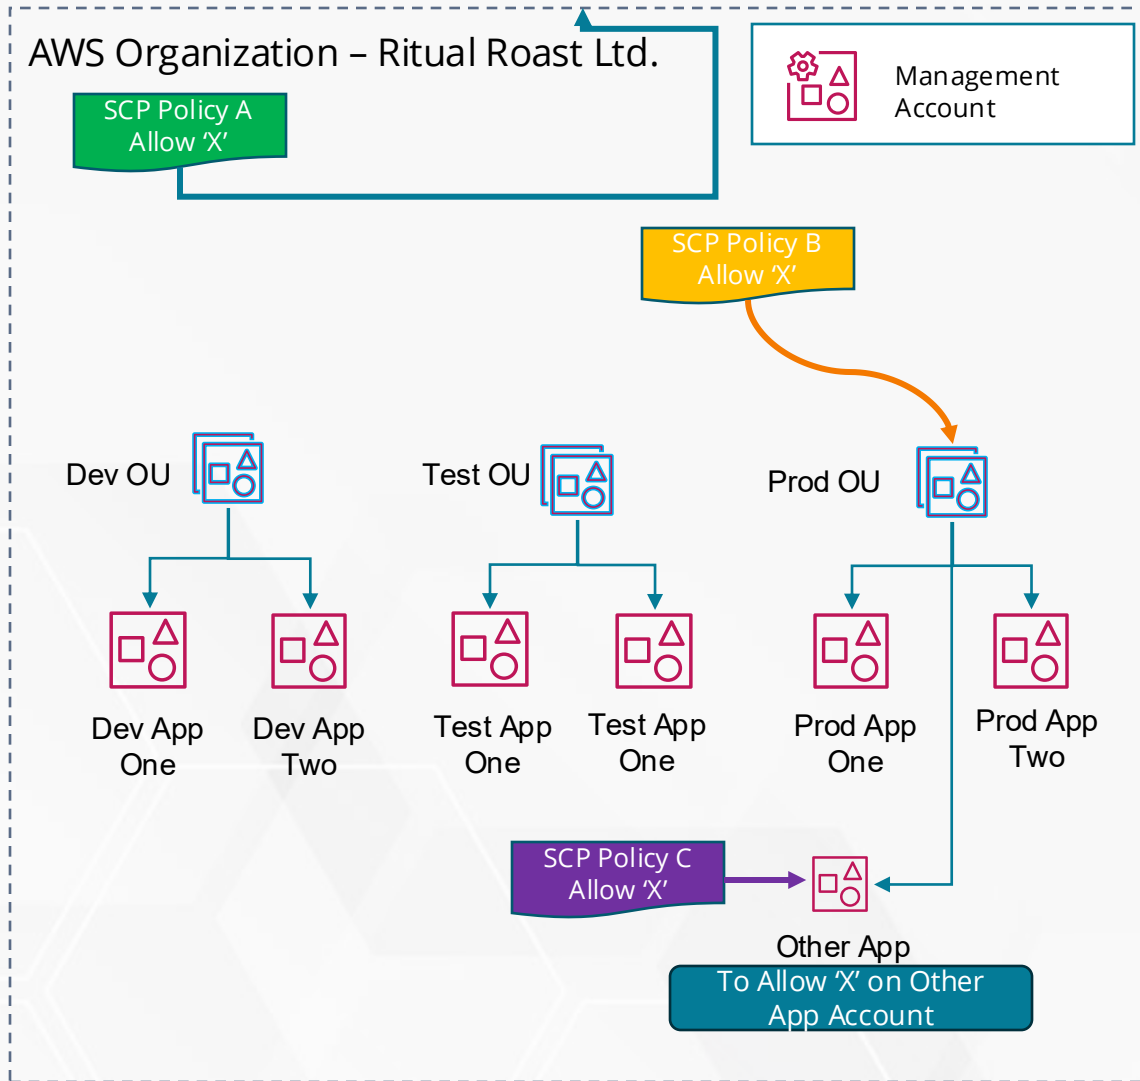 AWS Organization – Ritual Roast Ltd.
Management
Account
SCP Policy A
Allow ‘X’
SCP Policy B
Allow ‘X’
Dev OU
Test OU
Prod OU
Dev App
One
Dev App
Two
Test App
One
Test App
One
Prod App
One
Prod App
Two
SCP Policy C
Allow ‘X’
Other App
To Allow ‘X’ on Other
App Account